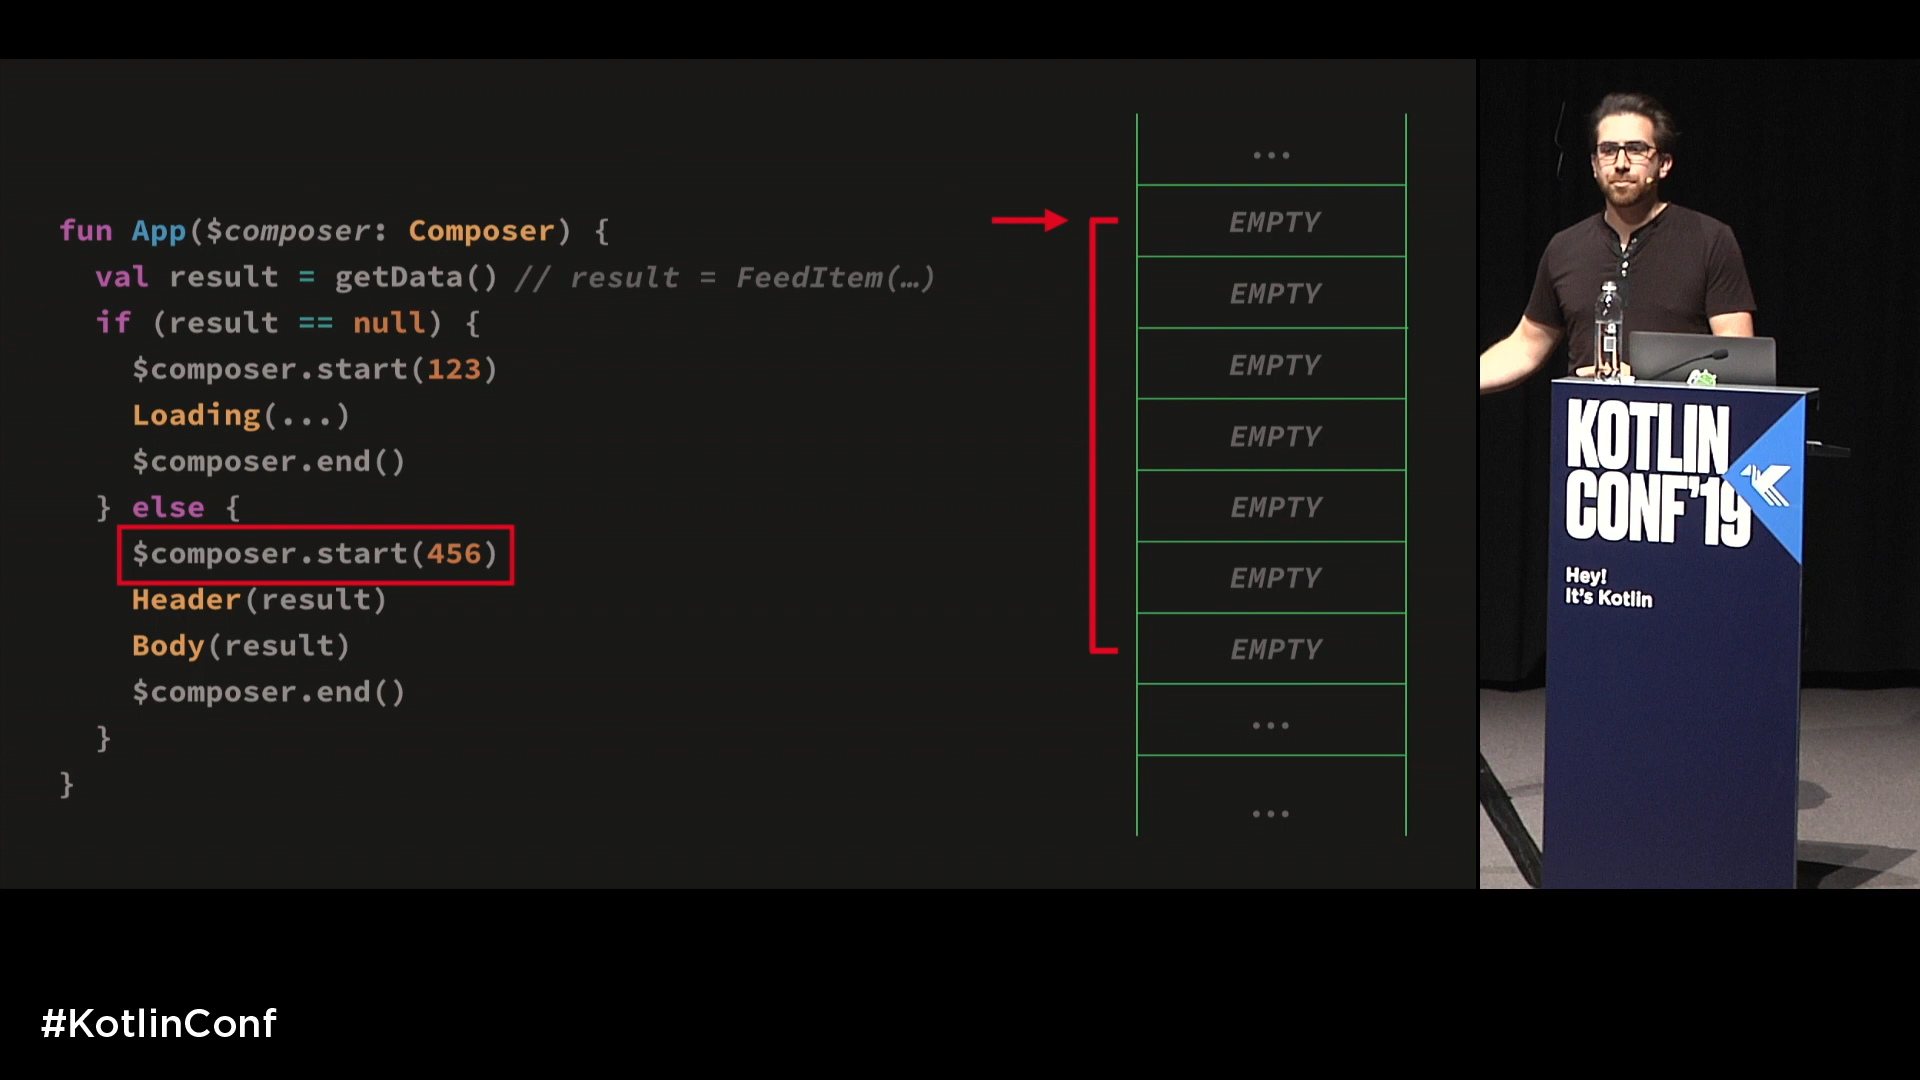 fun App($composer: Composer) {
val result = getData() // result = FeedItem(…)
if (result == null) {
$composer.start(123)
Loading(...)
$composer.end()
} else {
$composer.start(456)
Header(result)
Body(result)
$composer.end()
}
}
...
EMPTY
EMPTY
EMPTY
EMPTY
EMPTY
EMPTY
EMPTY
...
...
KOTLIN
CONF'19
Hey!
It's Kotlin
#KotlinConf